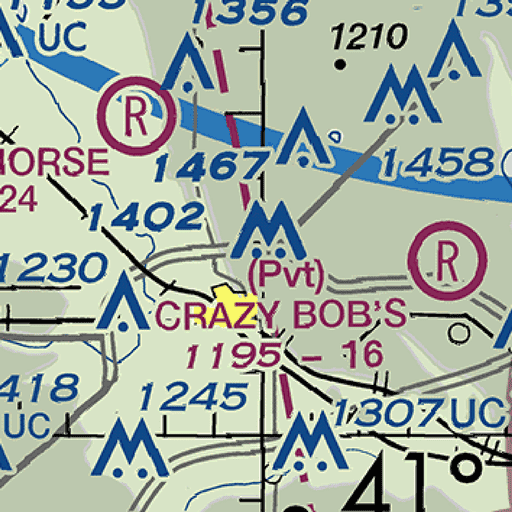 1356
UC
1210
R
HORSE
24
1467
1458
1402
R
1230
(Pvt)
CRAZY BOB'S
1195 - 16
418
UC
1245
1307 UC
41